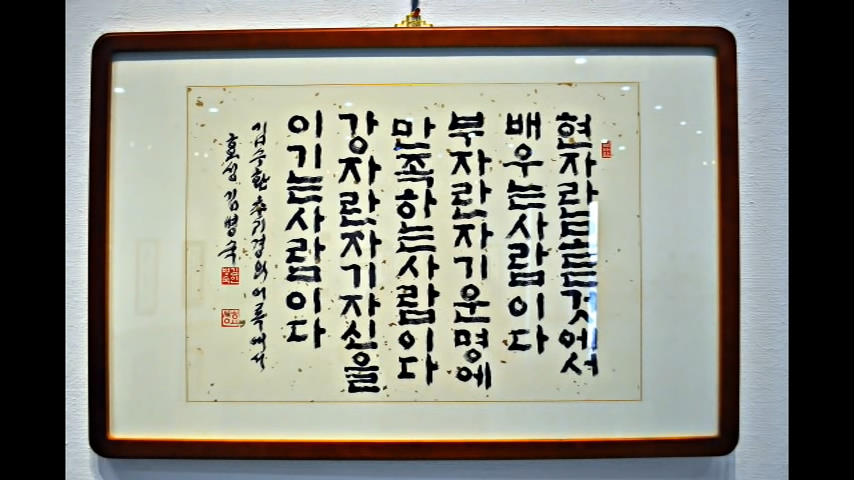 현자란모든것에서
배우는사람이다
부자란자기운명에
만족하는사람이다
강자란자기자신을
이기는사람이다
김수환 추기경의 어록에서
효성 김병숙